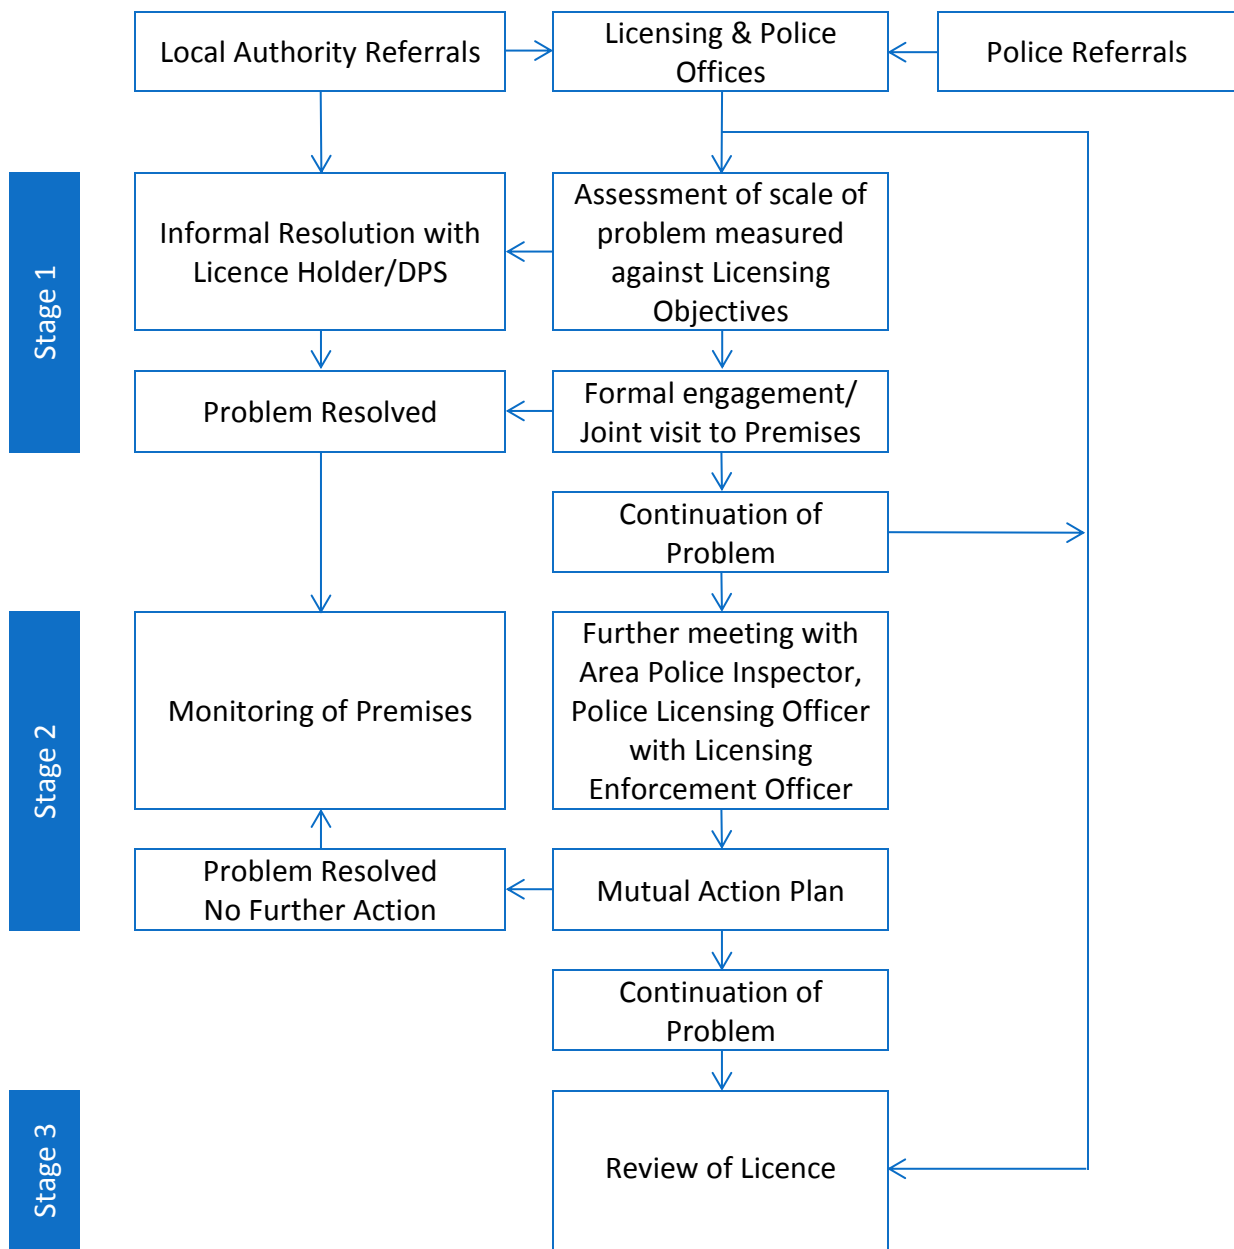 Local Authority Referrals
Licensing & Police
Offices
Police Referrals
Stage 1
Informal Resolution with
Licence Holder/DPS
Assessment of scale of
problem measured
against Licensing
Objectives
Problem Resolved
Formal engagement/
Joint visit to Premises
Continuation of
Problem
Stage 2
Monitoring of Premises
Further meeting with
Area Police Inspector,
Police Licensing Officer
with Licensing
Enforcement Officer
Problem Resolved
No Further Action
Mutual Action Plan
Continuation of
Problem
Stage 3
Review of Licence